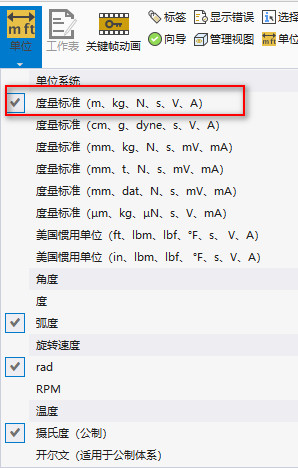 mft
标签
显示错误
选择
单位
工作表
关键帧动画
向导
管理视图
mft
单位
单位系统
度量标准（m、kg、N、s、V、A）
度量标准（cm、g、dyne、s、V、A）
度量标准（mm、kg、N、s、mV、mA）
度量标准（mm、t、N、s、mV、mA）
度量标准（mm、dat、N、s、mV、mA）
度量标准（μm、kg、μN、s、V、mA）
美国惯用单位（ft、lbm、lbf、°F、s、 V、A）
美国惯用单位（in、lbm、lbf、 °F、s、V、A）
角度
度
弧度
旋转速度
rad
RPM
温度
摄氏度（公制）
开尔文（适用于公制体系）